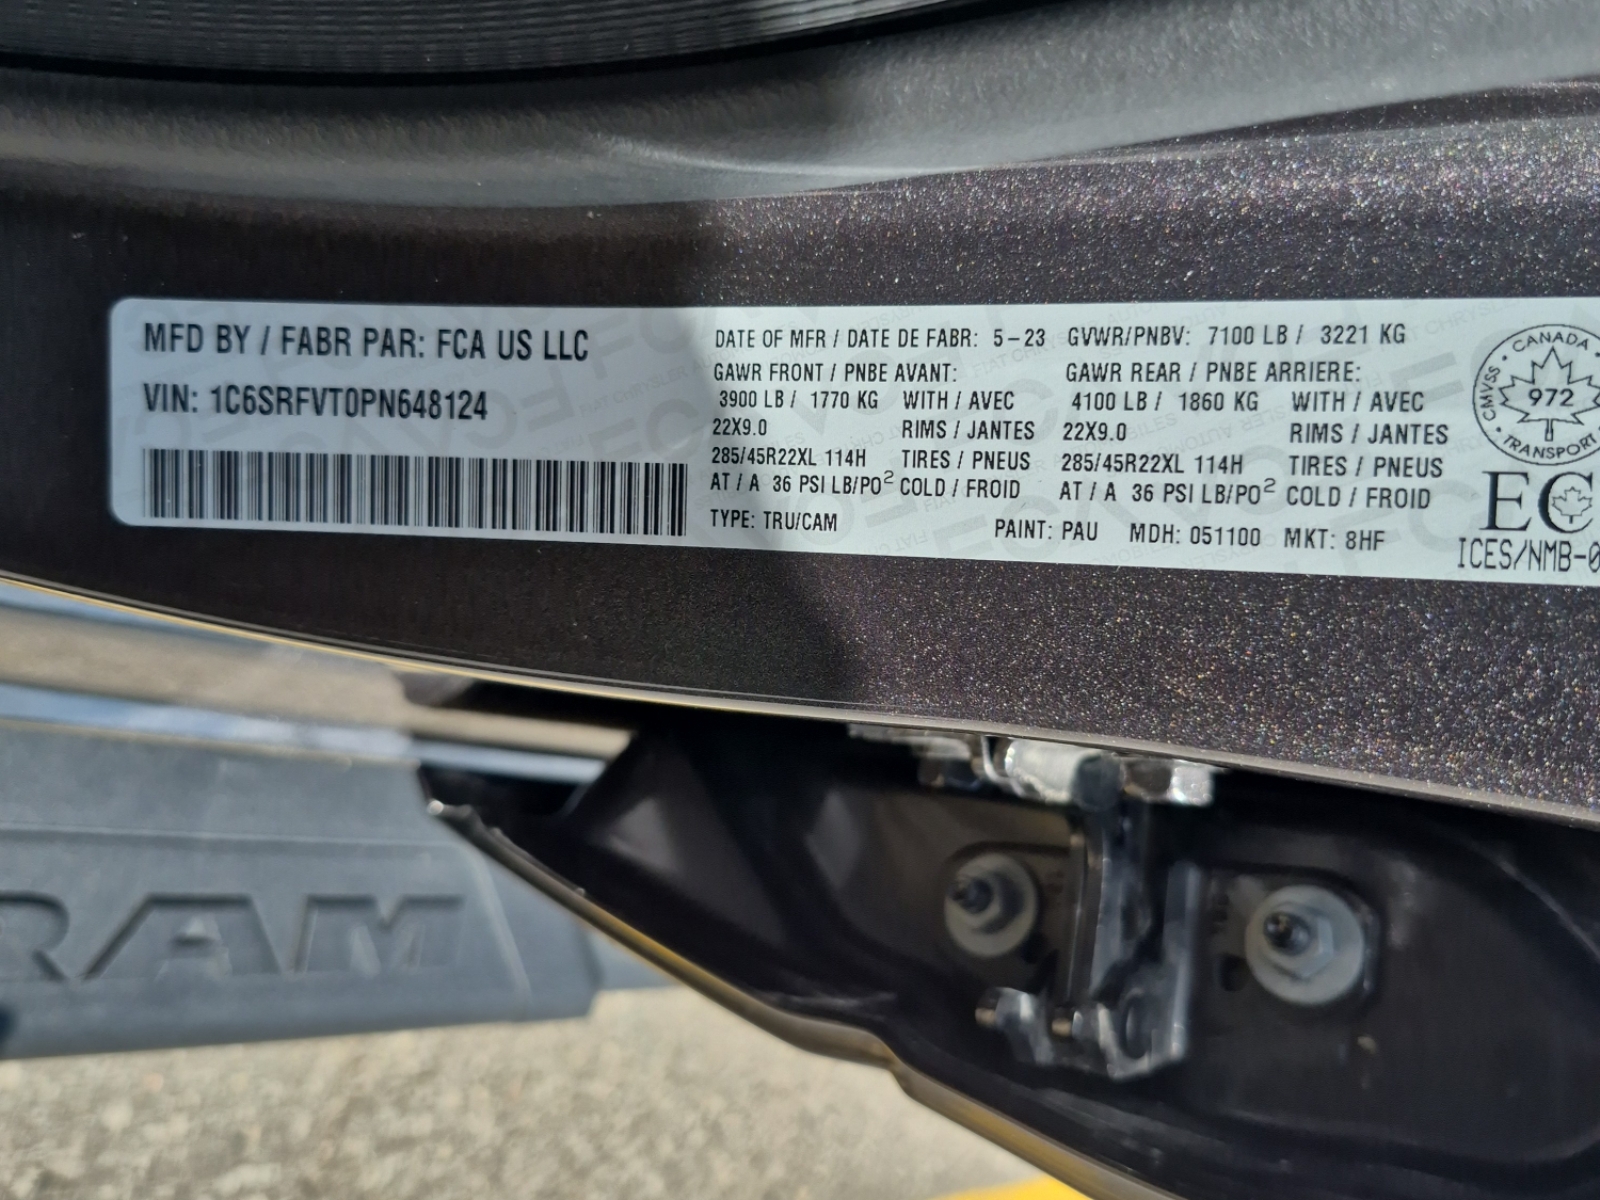 MFD BY / FABR PAR: FCA US LLC
VIN: 1C6SRFVT0PN648124
DATE OF MFR / DATE DE FABR: 5-23 GVWR/PNBV: 7100 LB / 3221 KG
GAWR FRONT / PNBE AVANT: GAWR REAR / PNBE ARRIERE:
3900 LB / 1770 KG WITH / AVEC 4100 LB / 1860 KG WITH / AVEC
22X9.0 RIMS / JANTES 22X9.0 RIMS / JANTES
285/45R22XL 114H TIRES / PNEUS 285/45R22XL 114H TIRES / PNEUS
AT / A 36 PSI LB/PO² COLD / FROID AT / A 36 PSI LB/PO² COLD / FROID
TYPE: TRU/CAM PAINT: PAU MDH: 051100 MKT: 8HF
CANADA
CMVSS
972
TRANSPORT
EC
ICES/NMB-0
RAM